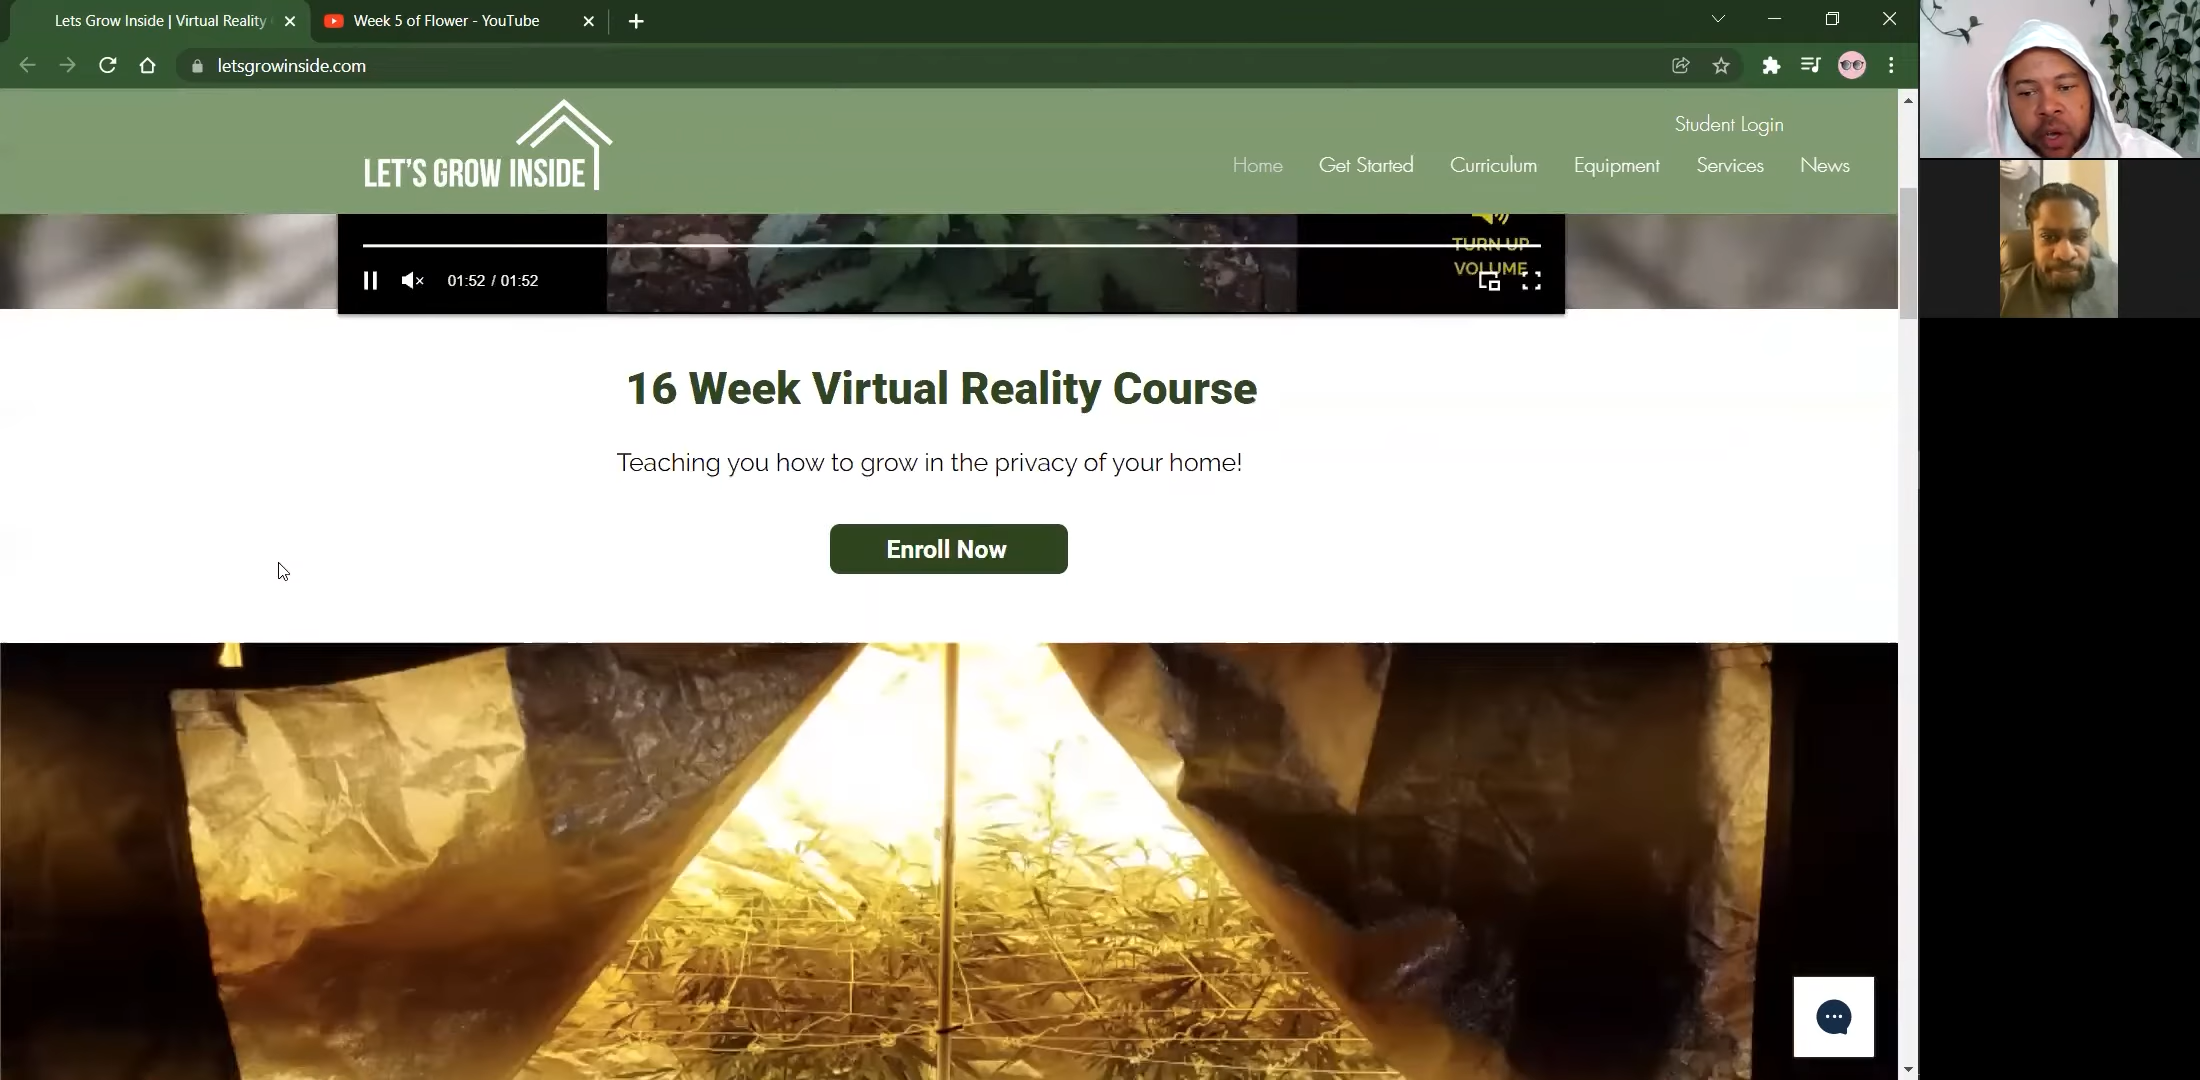 Lets Grow Inside | Virtual Reality
Week 5 of Flower - YouTube
letsgrowinside.com
LET'S GROW INSIDE
Student Login
Home
Get Started
Curriculum
Equipment
Services
News
TURN UP
VOLUME
01:52 / 01:52
16 Week Virtual Reality Course
Teaching you how to grow in the privacy of your home!
Enroll Now